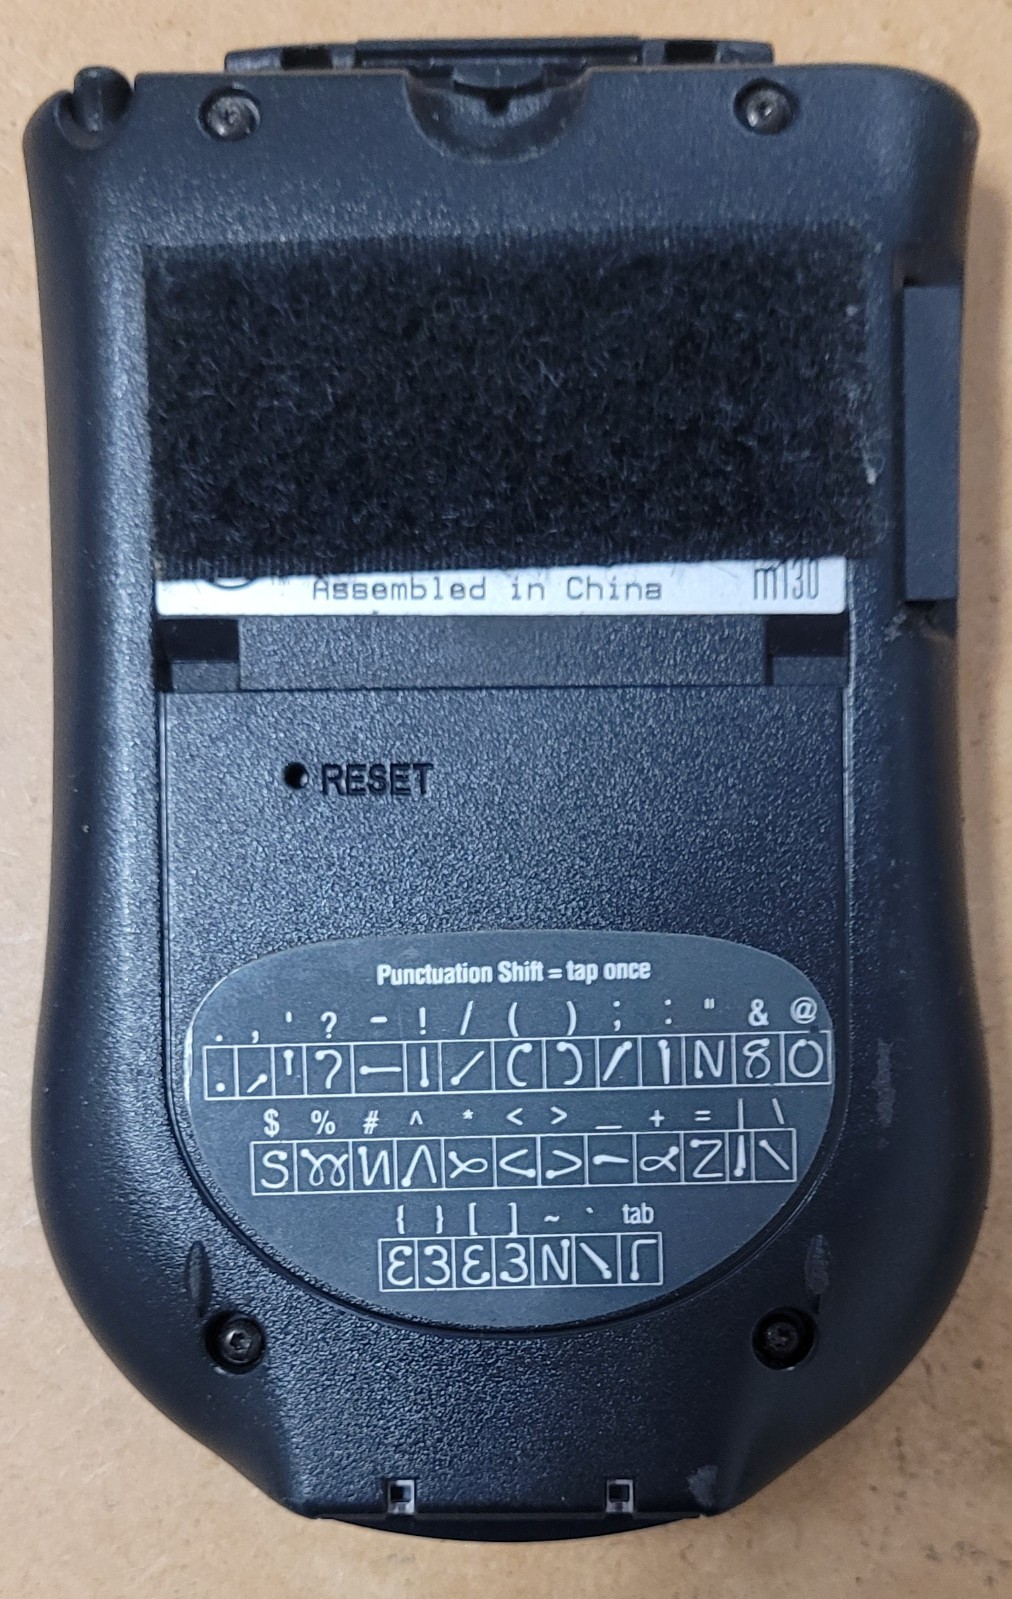 Assembled in China m130
RESET
Punctuation Shift = tap once
. , ' ? - ! / ( ) ; : " & @
$ % # ^ * < > _ + = | \
{ } [ ] ~ ` tab